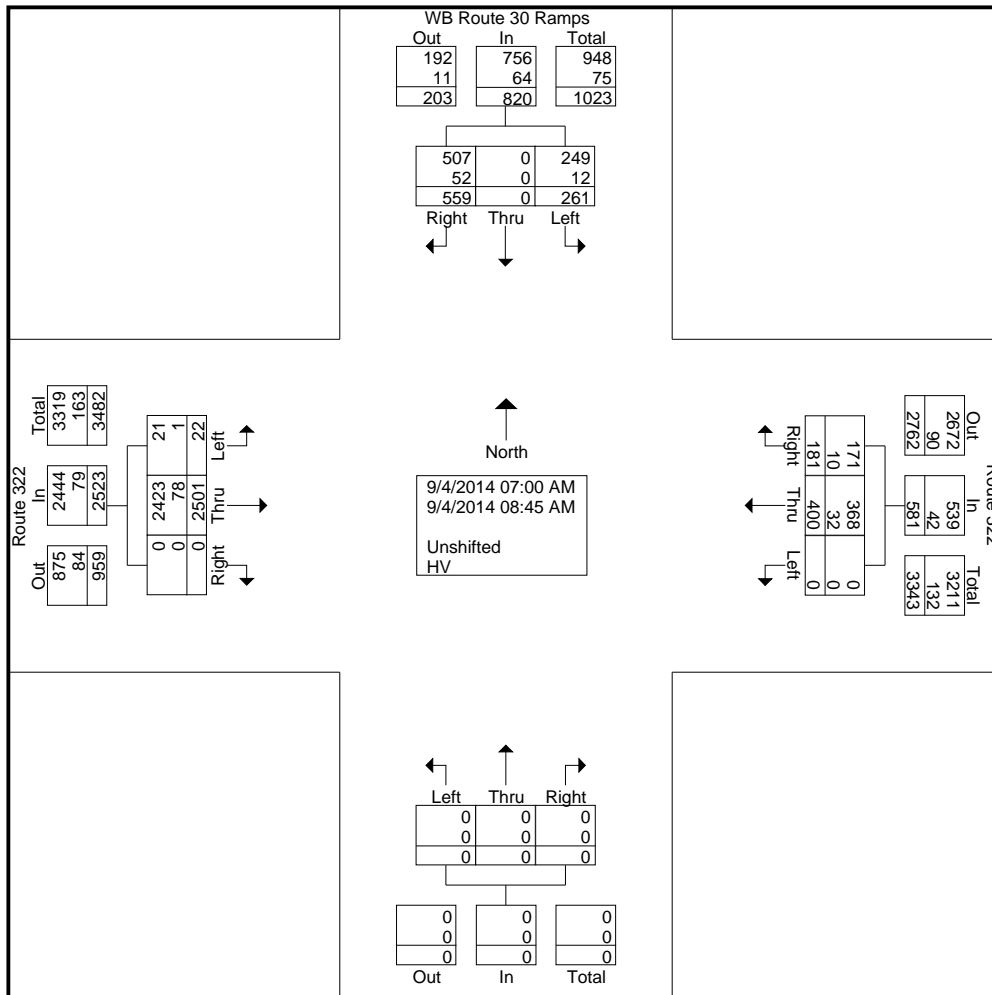 WB Route 30 Ramps
Out In Total
192 756 948
11 64 75
203 820 1023
507 0 249
52 0 12
559 0 261
Right Thru Left
Route 322
Total In Out
3319 2444 875
163 79 84
3482 2523 959
21 2423 0
1 78 0
22 2501 0
Left Thru Right
North
9/4/2014 07:00 AM
9/4/2014 08:45 AM
Unshifted
HV
Right Thru Left
181 400 0
10 32 0
171 368 0
2762 581 3343
90 42 132
2672 539 3211
Out In Total
Route 322
Left Thru Right
0 0 0
0 0 0
0 0 0
0 0 0
0 0 0
0 0 0
Out In Total